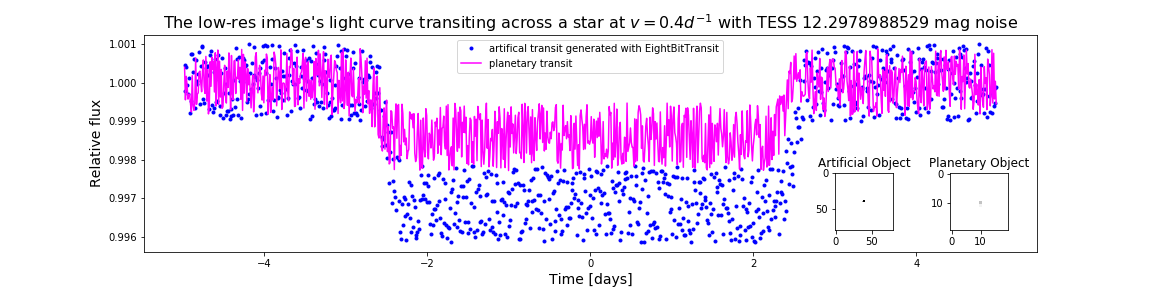 The low-res image's light curve transiting across a star at v = 0.4d⁻¹ with TESS 12.2978988529 mag noise
artifical transit generated with EightBitTransit
planetary transit
Relative flux
1.001
1.000
0.999
0.998
0.997
0.996
Artificial Object
0
50
0 50
Planetary Object
0
10
0 10
−4 −2 0 2 4
Time [days]